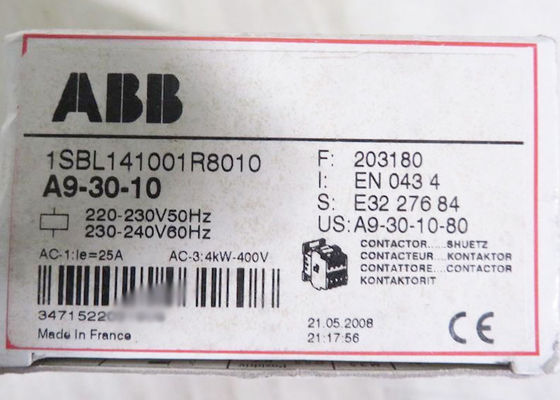 ABB
1SBL141001R8010
A9-30-10
220-230V50Hz
230-240V60Hz
AC-1:Ie=25A AC-3:4kW-400V
Made in France
F: 203180
I: EN 043 4
S: E32 276 84
US: A9-30-10-80
CONTACTOR.....SHUETZ
CONTACTEUR...KONTAKTOR
CONTATTORE...CONTACTOR
KONTAKTORIT
21.05.2008
21:17:56
CE